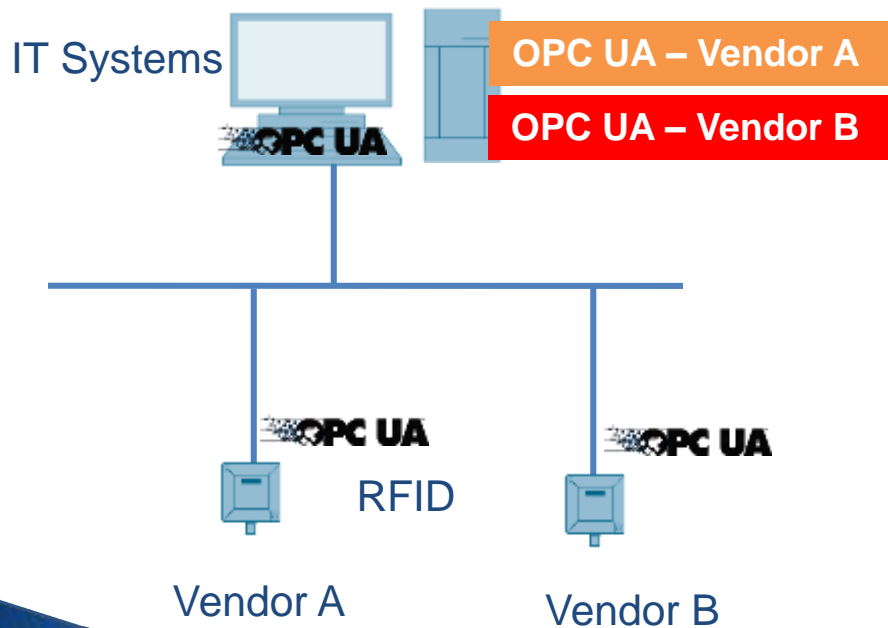 IT Systems
OPC UA – Vendor A
OPC UA – Vendor B
OPC UA
OPC UA
OPC UA
RFID
Vendor A
Vendor B